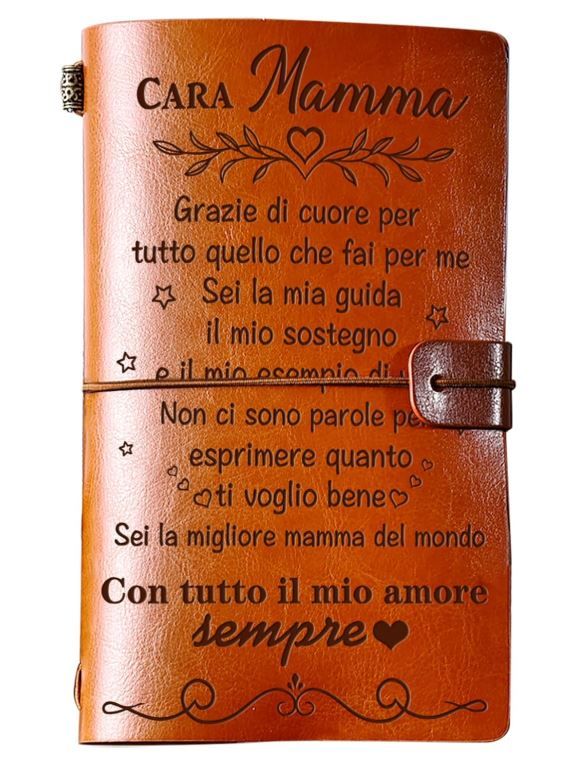 CARA Mamma
Grazie di cuore per
tutto quello che fai per me
Sei la mia guida
il mio sostegno
e il mio esempio di
Non ci sono parole
esprimere quanto
ti voglio bene
Sei la migliore mamma del mondo
Con tutto il mio amore
sempre